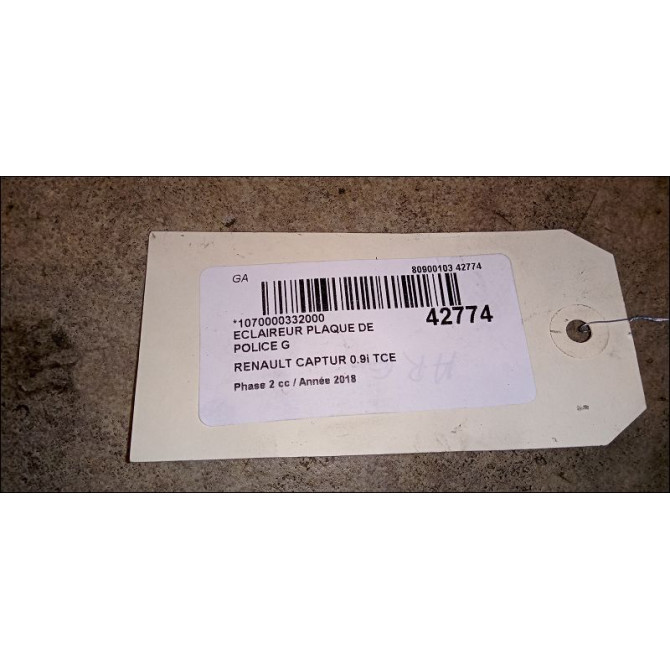 GA
80900103 42774
*1070000332000
42774
ECLAIREUR PLAQUE DE
POLICE G
RENAULT CAPTUR 0.9i TCE
Phase 2 cc / Année 2018